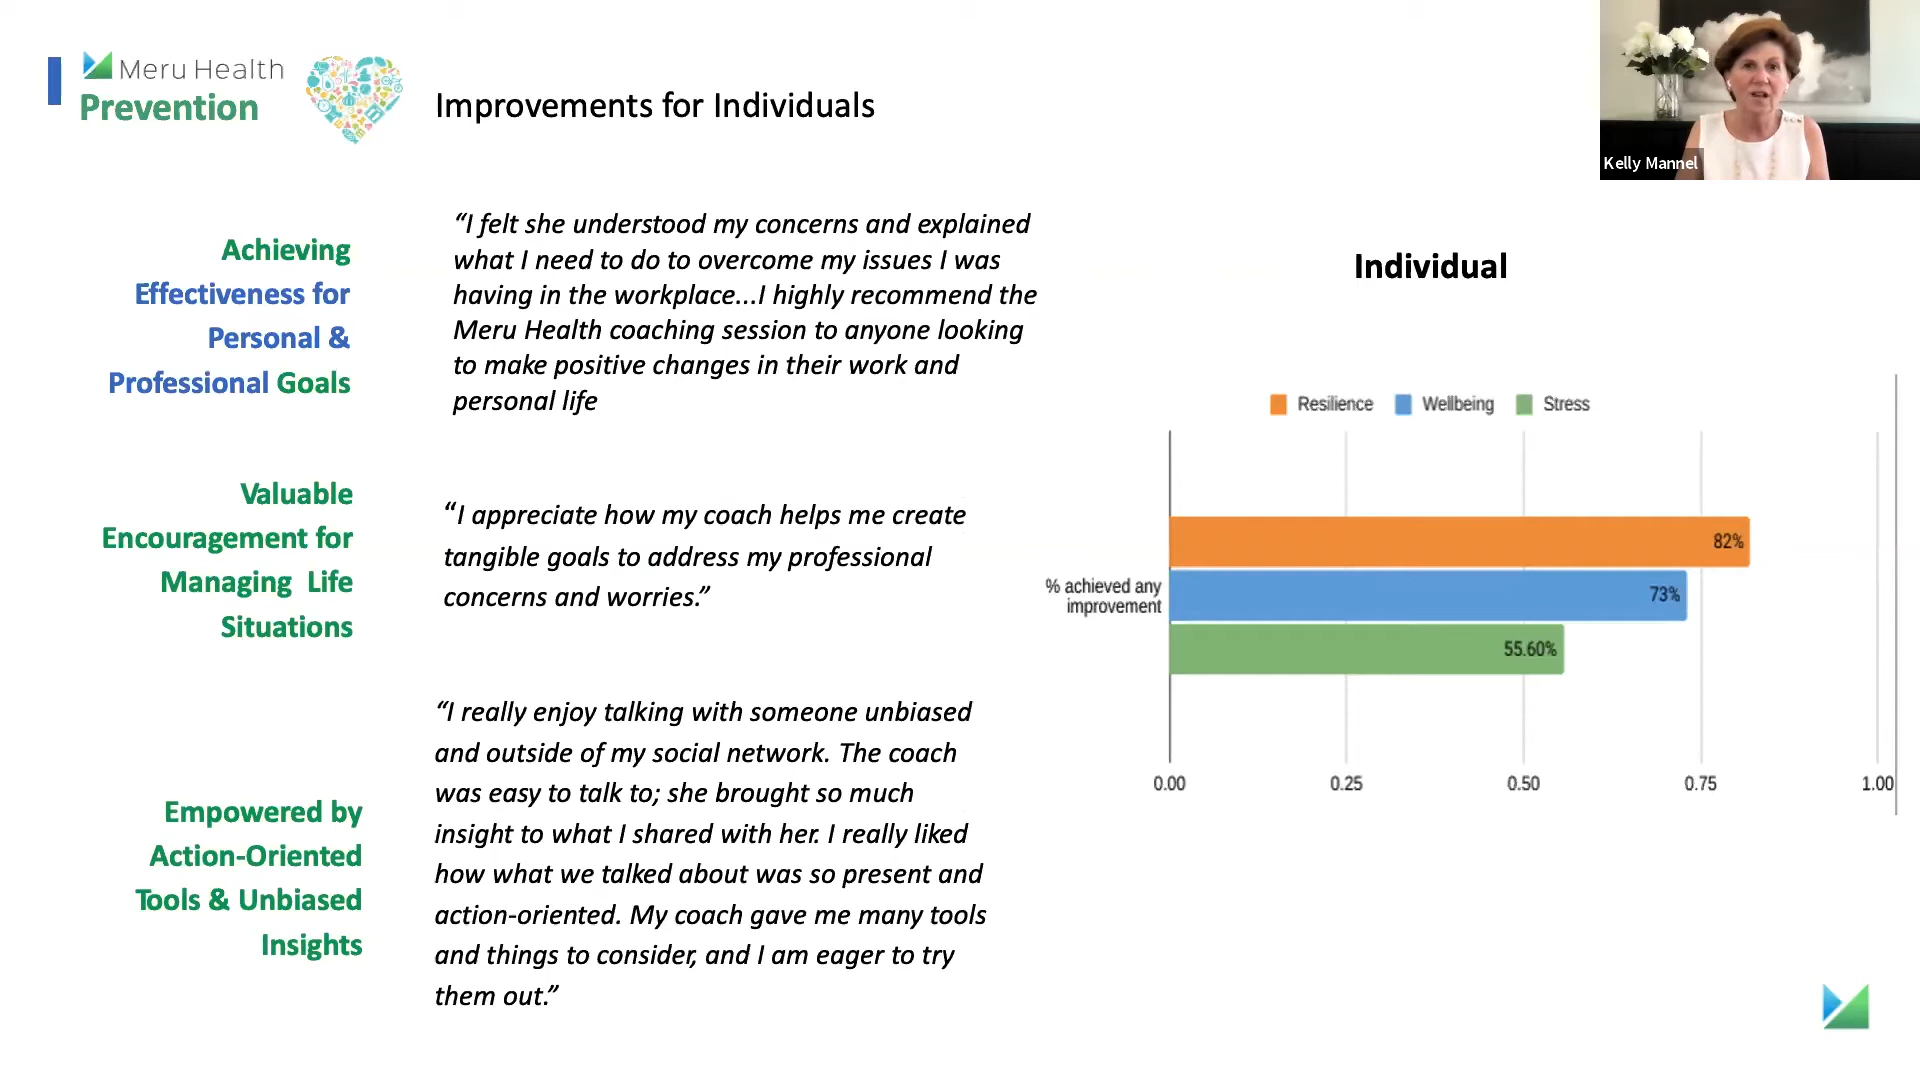 Meru Health
Prevention
Improvements for Individuals
Kelly Mannel
Achieving
Effectiveness for
Personal &
Professional Goals
“I felt she understood my concerns and explained
what I need to do to overcome my issues I was
having in the workplace...I highly recommend the
Meru Health coaching session to anyone looking
to make positive changes in their work and
personal life
Valuable
Encouragement for
Managing  Life
Situations
“I appreciate how my coach helps me create
tangible goals to address my professional
concerns and worries.”
Empowered by
Action-Oriented
Tools & Unbiased
Insights
“I really enjoy talking with someone unbiased
and outside of my social network. The coach
was easy to talk to; she brought so much
insight to what I shared with her. I really liked
how what we talked about was so present and
action-oriented. My coach gave me many tools
and things to consider, and I am eager to try
them out.”
Individual
Resilience Wellbeing Stress
% achieved any
improvement
82%
73%
55.60%
0.00 0.25 0.50 0.75 1.00